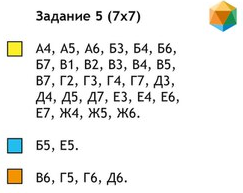 Задание 5 (7х7)
А4, А5, А6, Б3, Б4, Б6,
Б7, В1, В2, В3, В4, В5,
В7, Г2, Г3, Г4, Г7, Д3,
Д4, Д5, Д7, Е3, Е4, Е6,
Е7, Ж4, Ж5, Ж6.
Б5, Е5.
В6, Г5, Г6, Д6.